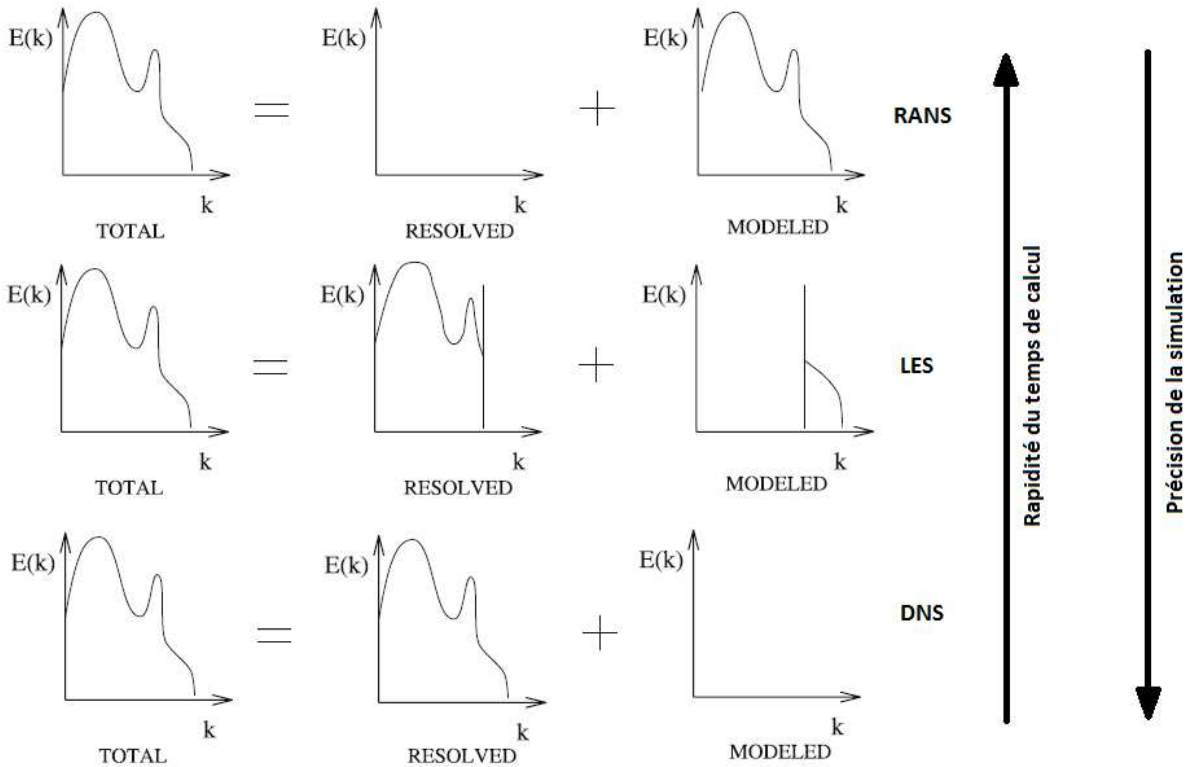 E(k)
E(k)
E(k)
=
+
RANS
k
k
k
TOTAL
RESOLVED
MODELED
E(k)
E(k)
E(k)
=
+
LES
k
k
k
TOTAL
RESOLVED
MODELED
E(k)
E(k)
E(k)
=
+
DNS
k
k
k
TOTAL
RESOLVED
MODELED
Rapidité du temps de calcul
Précision de la simulation